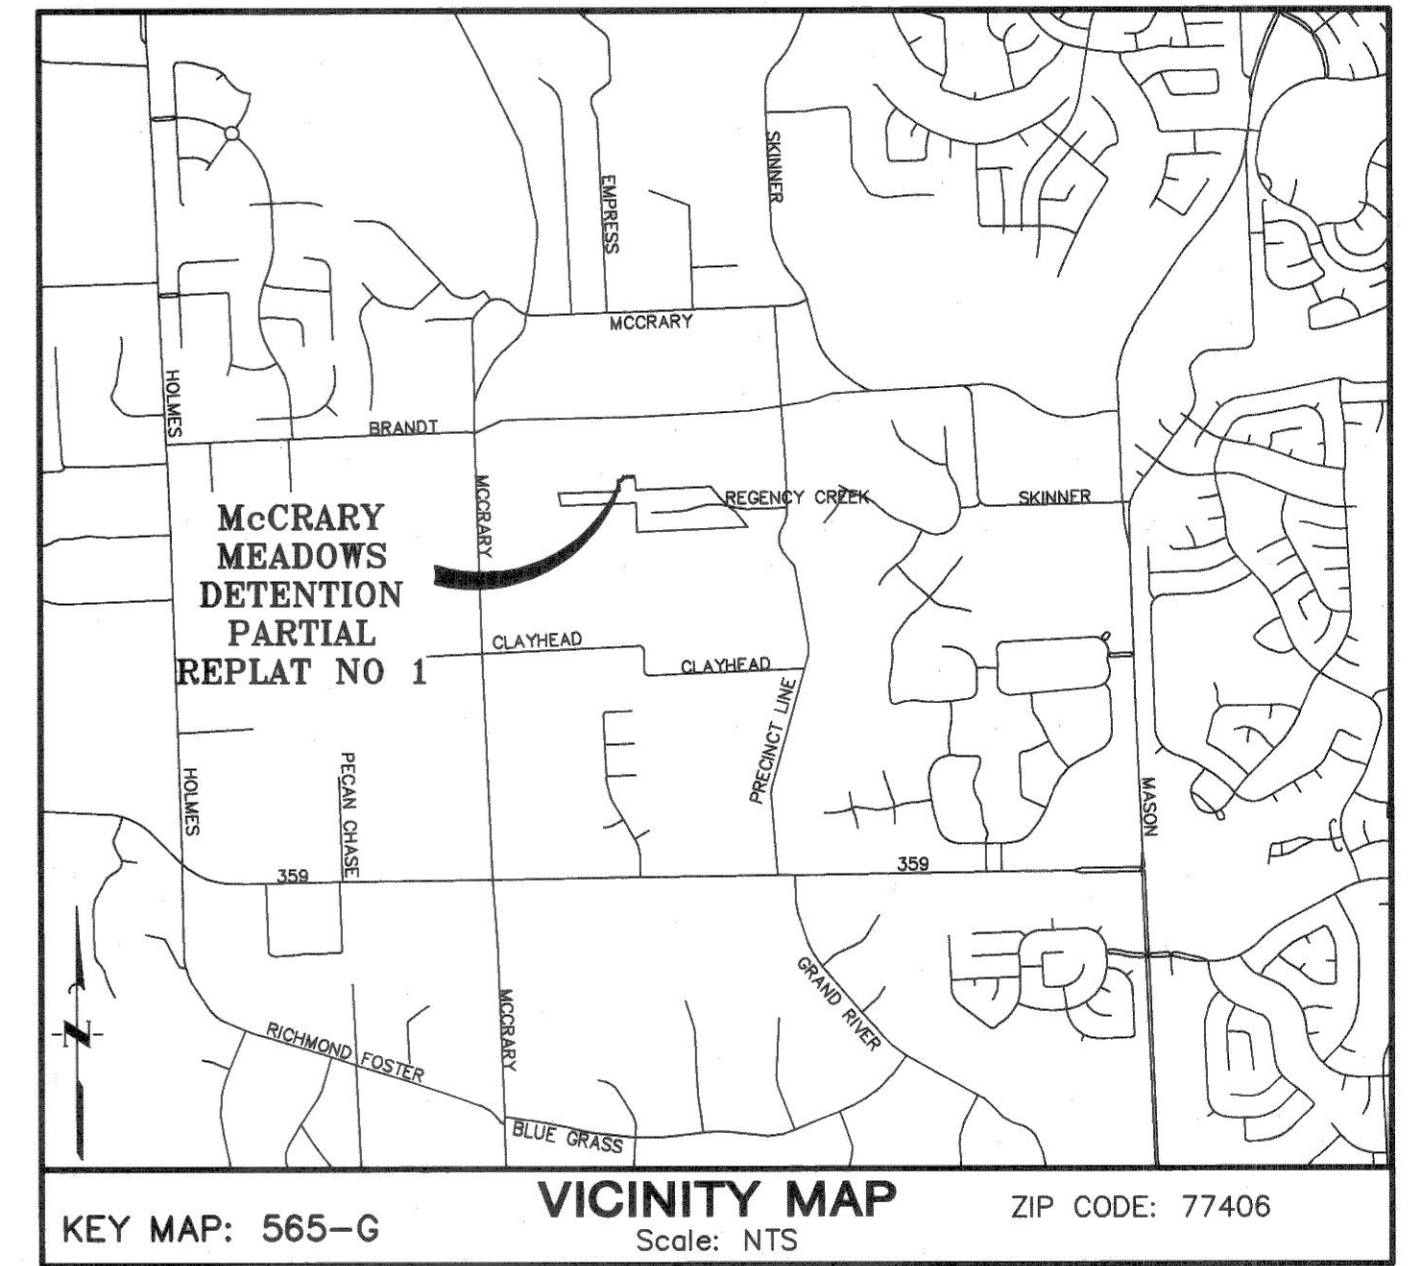 SKINNER
EMPRESS
MCCRARY
HOLMES
BRANDT
MCCRARY
REGENCY CREEK
SKINNER
McCRARY
MEADOWS
DETENTION
PARTIAL
REPLAT NO 1
CLAYHEAD
CLAYHEAD
PRECINCT LINE
HOLMES
PECAN CHASE
MASON
359
359
GRAND RIVER
MCCRARY
N
RICHMOND FOSTER
BLUE GRASS
VICINITY MAP
KEY MAP: 565-G
Scale: NTS
ZIP CODE: 77406